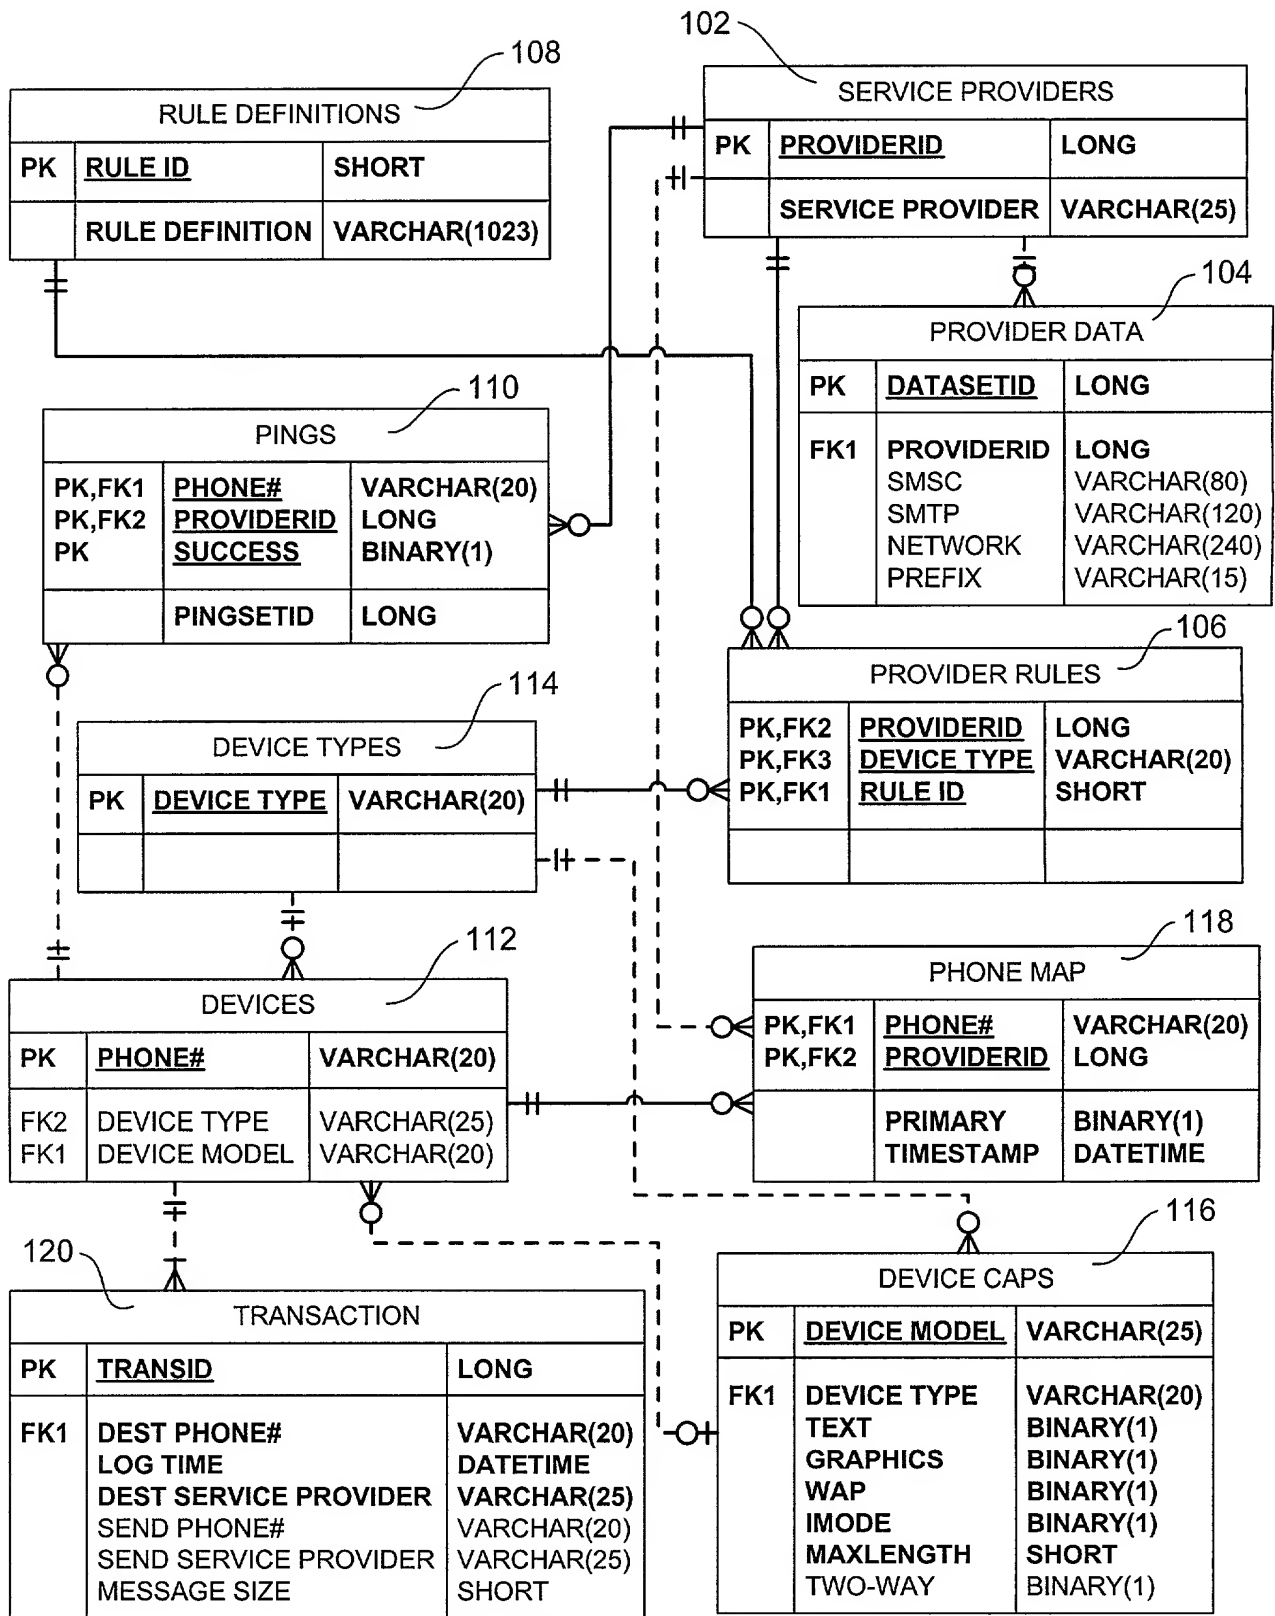 108
RULE DEFINITIONS
PK RULE ID SHORT
RULE DEFINITION VARCHAR(1023)
102
SERVICE PROVIDERS
PK PROVIDERID LONG
SERVICE PROVIDER VARCHAR(25)
104
PROVIDER DATA
PK DATASETID LONG
FK1 PROVIDERID LONG
SMSC VARCHAR(80)
SMTP VARCHAR(120)
NETWORK VARCHAR(240)
PREFIX VARCHAR(15)
110
PINGS
PK,FK1 PHONE# VARCHAR(20)
PK,FK2 PROVIDERID LONG
PK SUCCESS BINARY(1)
PINGSETID LONG
106
PROVIDER RULES
PK,FK2 PROVIDERID LONG
PK,FK3 DEVICE TYPE VARCHAR(20)
PK,FK1 RULE ID SHORT
114
DEVICE TYPES
PK DEVICE TYPE VARCHAR(20)
112
DEVICES
PK PHONE# VARCHAR(20)
FK2 DEVICE TYPE VARCHAR(25)
FK1 DEVICE MODEL VARCHAR(20)
118
PHONE MAP
PK,FK1 PHONE# VARCHAR(20)
PK,FK2 PROVIDERID LONG
PRIMARY BINARY(1)
TIMESTAMP DATETIME
120
TRANSACTION
PK TRANSID LONG
FK1 DEST PHONE# VARCHAR(20)
LOG TIME DATETIME
DEST SERVICE PROVIDER VARCHAR(25)
SEND PHONE# VARCHAR(20)
SEND SERVICE PROVIDER VARCHAR(25)
MESSAGE SIZE SHORT
116
DEVICE CAPS
PK DEVICE MODEL VARCHAR(25)
FK1 DEVICE TYPE VARCHAR(20)
TEXT BINARY(1)
GRAPHICS BINARY(1)
WAP BINARY(1)
IMODE BINARY(1)
MAXLENGTH SHORT
TWO-WAY BINARY(1)